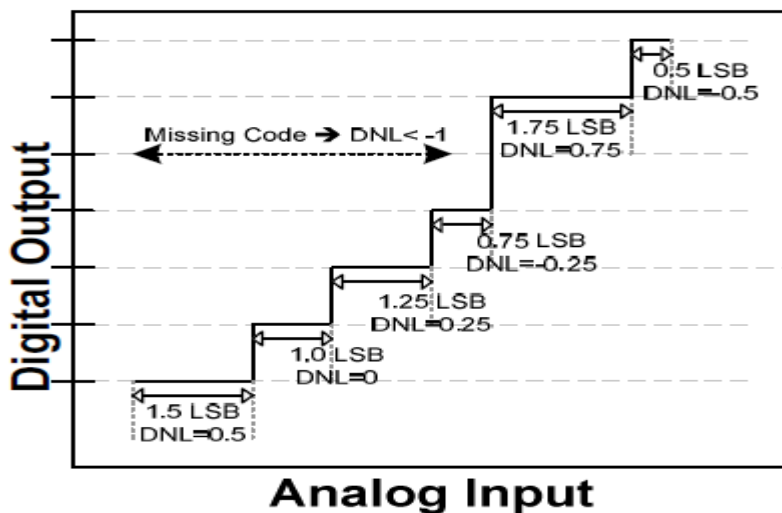 0.5 LSB
DNL=-0.5
1.75 LSB
DNL=0.75
Missing Code ➔ DNL< -1
0.75 LSB
DNL=-0.25
1.25 LSB
DNL=0.25
1.0 LSB
DNL=0
1.5 LSB
DNL=0.5
Digital Output
Analog Input